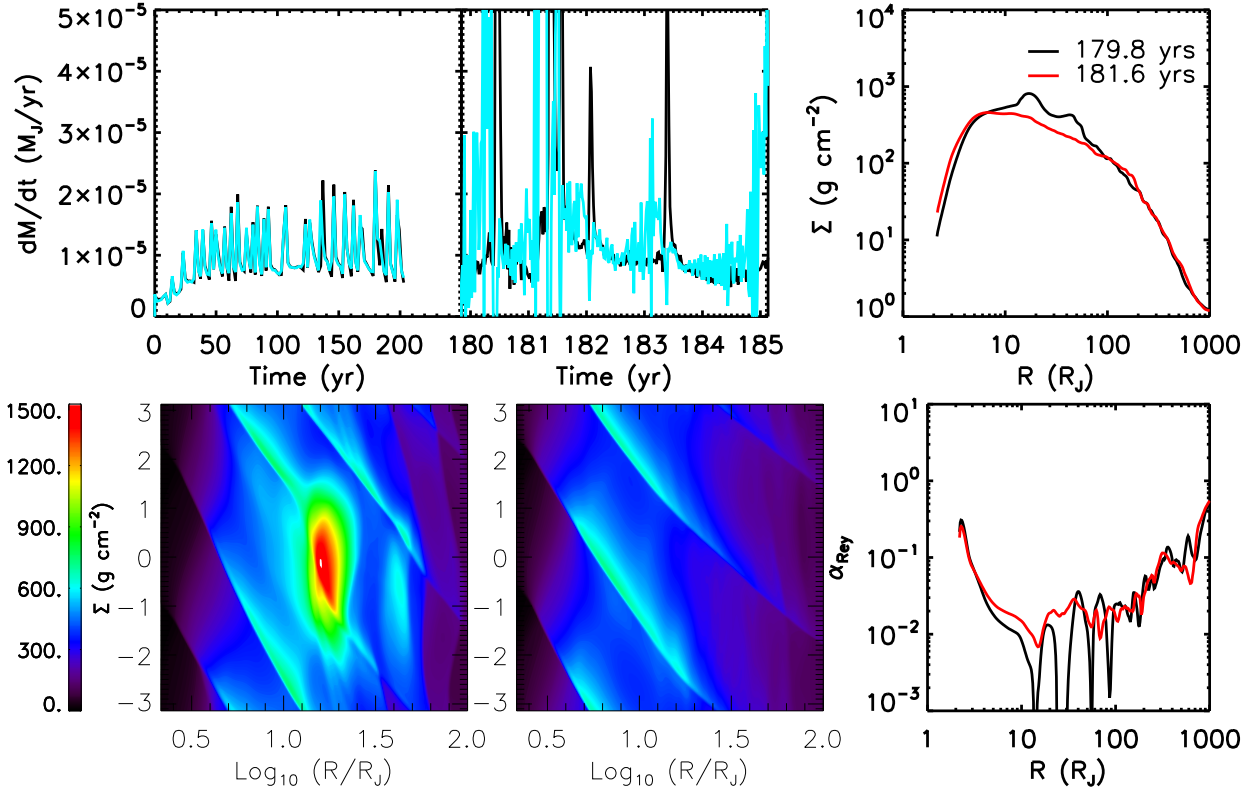 5×10⁻⁵
4×10⁻⁵
3×10⁻⁵
2×10⁻⁵
1×10⁻⁵
0
dM/dt (M_J/yr)
0 50 100 150 200
Time (yr)
180 181 182 183 184 185
Time (yr)
10⁴
10³
10²
10¹
10⁰
Σ (g cm⁻²)
179.8 yrs
181.6 yrs
1 10 100 1000
R (R_J)
1500.
1200.
900.
600.
300.
0.
Σ (g cm⁻²)
3
2
1
0
−1
−2
−3
0.5 1.0 1.5 2.0
Log₁₀ (R/R_J)
3
2
1
0
−1
−2
−3
0.5 1.0 1.5 2.0
Log₁₀ (R/R_J)
10¹
10⁰
10⁻¹
10⁻²
10⁻³
α_Rey
1 10 100 1000
R (R_J)